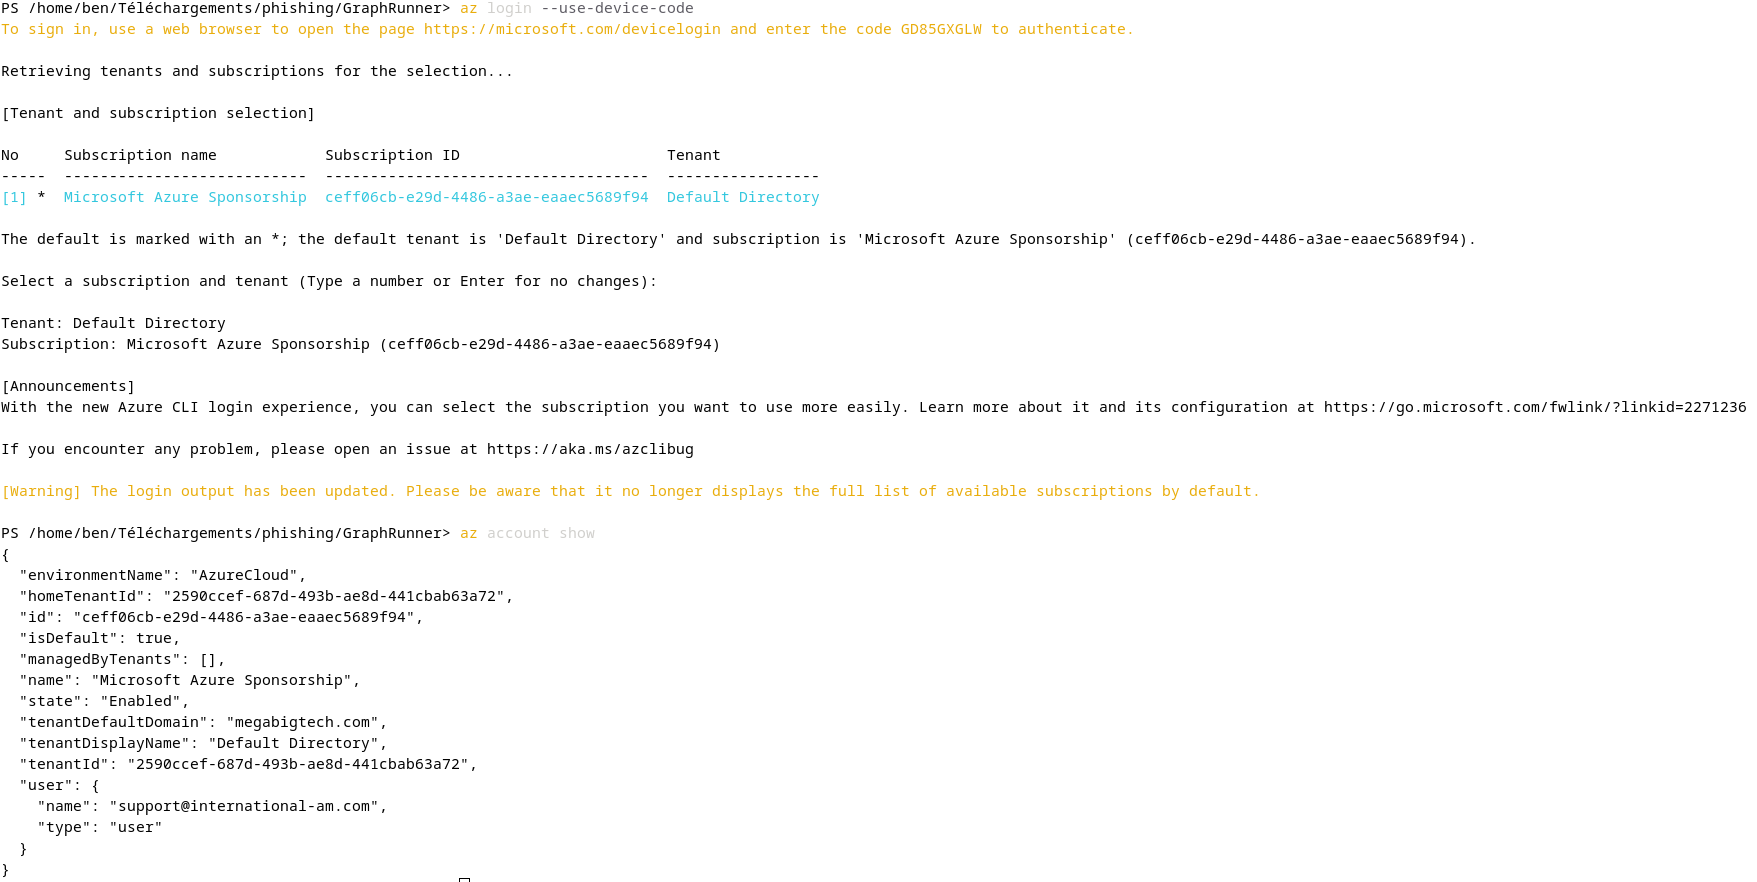 PS /home/ben/Téléchargements/phishing/GraphRunner> az login --use-device-code
To sign in, use a web browser to open the page https://microsoft.com/devicelogin and enter the code GD85GXGLW to authenticate.
Retrieving tenants and subscriptions for the selection...
[Tenant and subscription selection]
No     Subscription name            Subscription ID                       Tenant
-----  ---------------------------  ------------------------------------  -----------------
[1] *  Microsoft Azure Sponsorship  ceff06cb-e29d-4486-a3ae-eaaec5689f94  Default Directory
The default is marked with an *; the default tenant is 'Default Directory' and subscription is 'Microsoft Azure Sponsorship' (ceff06cb-e29d-4486-a3ae-eaaec5689f94).
Select a subscription and tenant (Type a number or Enter for no changes):
Tenant: Default Directory
Subscription: Microsoft Azure Sponsorship (ceff06cb-e29d-4486-a3ae-eaaec5689f94)
[Announcements]
With the new Azure CLI login experience, you can select the subscription you want to use more easily. Learn more about it and its configuration at https://go.microsoft.com/fwlink/?linkid=2271236
If you encounter any problem, please open an issue at https://aka.ms/azclibug
[Warning] The login output has been updated. Please be aware that it no longer displays the full list of available subscriptions by default.
PS /home/ben/Téléchargements/phishing/GraphRunner> az account show
{
  "environmentName": "AzureCloud",
  "homeTenantId": "2590ccef-687d-493b-ae8d-441cbab63a72",
  "id": "ceff06cb-e29d-4486-a3ae-eaaec5689f94",
  "isDefault": true,
  "managedByTenants": [],
  "name": "Microsoft Azure Sponsorship",
  "state": "Enabled",
  "tenantDefaultDomain": "megabigtech.com",
  "tenantDisplayName": "Default Directory",
  "tenantId": "2590ccef-687d-493b-ae8d-441cbab63a72",
  "user": {
    "name": "support@international-am.com",
    "type": "user"
  }
}